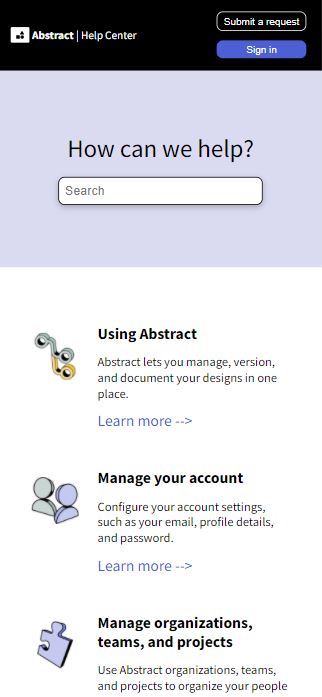 Abstract | Help Center
Submit a request
Sign in
How can we help?
Search
Using Abstract
Abstract lets you manage, version,
and document your designs in one
place.
Learn more -->
Manage your account
Configure your account settings,
such as your email, profile details,
and password.
Learn more -->
Manage organizations,
teams, and projects
Use Abstract organizations, teams,
and projects to organize your people